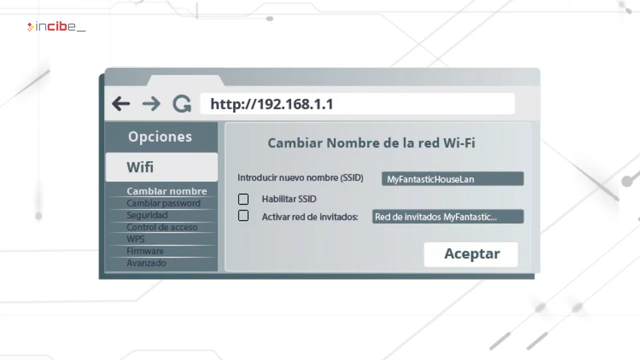 incibe_
http://192.168.1.1
Opciones
Wifi
Cambiar nombre
Cambiar password
Seguridad
Control de acceso
WPS
Firmware
Avanzado
Cambiar Nombre de la red Wi-Fi
Introducir nuevo nombre (SSID) MyFantasticHouseLan
Habilitar SSID
Activar red de invitados: Red de invitados MyFantastic...
Aceptar